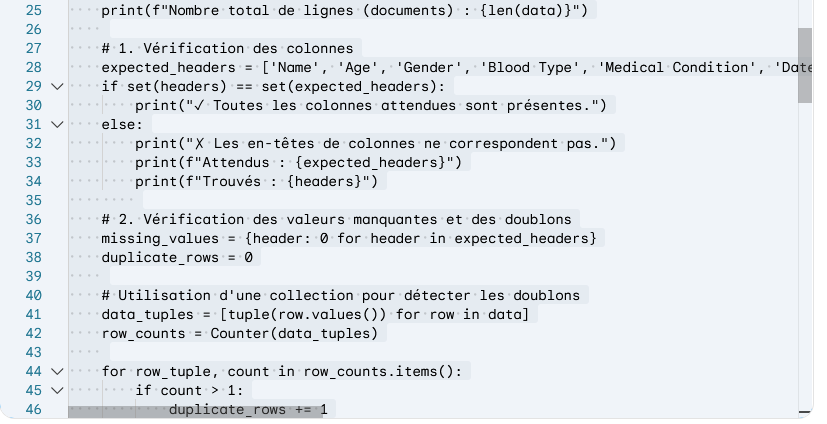 25 print(f"Nombre total de lignes (documents) : {len(data)}")
26
27 # 1. Vérification des colonnes
28 expected_headers = ['Name', 'Age', 'Gender', 'Blood Type', 'Medical Condition', 'Date
29 if set(headers) == set(expected_headers):
30 print("✓ Toutes les colonnes attendues sont présentes.")
31 else:
32 print("✗ Les en-têtes de colonnes ne correspondent pas.")
33 print(f"Attendus : {expected_headers}")
34 print(f"Trouvés : {headers}")
35
36 # 2. Vérification des valeurs manquantes et des doublons
37 missing_values = {header: 0 for header in expected_headers}
38 duplicate_rows = 0
39
40 # Utilisation d'une collection pour détecter les doublons
41 data_tuples = [tuple(row.values()) for row in data]
42 row_counts = Counter(data_tuples)
43
44 for row_tuple, count in row_counts.items():
45 if count > 1:
46 duplicate_rows += 1